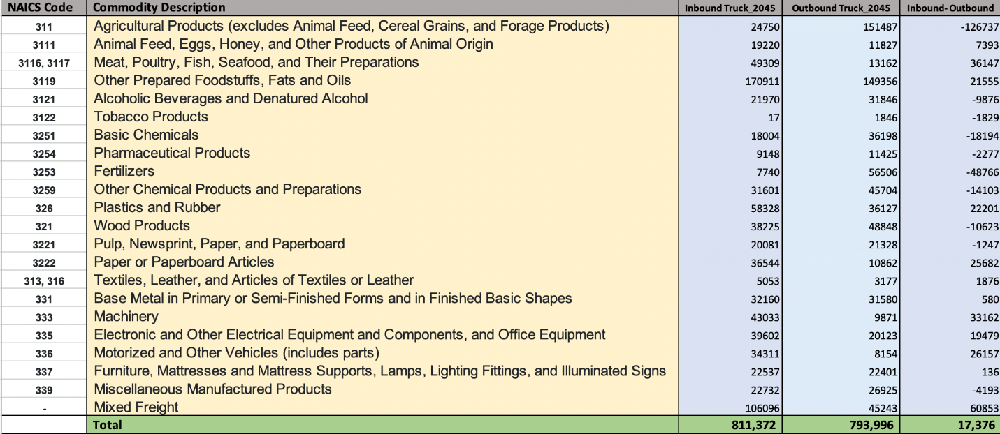 NAICS Code Commodity Description Inbound Truck_2045 Outbound Truck_2045 Inbound- Outbound
311 Agricultural Products (excludes Animal Feed, Cereal Grains, and Forage Products) 24750 151487 -126737
3111 Animal Feed, Eggs, Honey, and Other Products of Animal Origin 19220 11827 7393
3116, 3117 Meat, Poultry, Fish, Seafood, and Their Preparations 49309 13162 36147
3119 Other Prepared Foodstuffs, Fats and Oils 170911 149356 21555
3121 Alcoholic Beverages and Denatured Alcohol 21970 31846 -9876
3122 Tobacco Products 17 1846 -1829
3251 Basic Chemicals 18004 36198 -18194
3254 Pharmaceutical Products 9148 11425 -2277
3253 Fertilizers 7740 56506 -48766
3259 Other Chemical Products and Preparations 31601 45704 -14103
326 Plastics and Rubber 58328 36127 22201
321 Wood Products 38225 48848 -10623
3221 Pulp, Newsprint, Paper, and Paperboard 20081 21328 -1247
3222 Paper or Paperboard Articles 36544 10862 25682
313, 316 Textiles, Leather, and Articles of Textiles or Leather 5053 3177 1876
331 Base Metal in Primary or Semi-Finished Forms and in Finished Basic Shapes 32160 31580 580
333 Machinery 43033 9871 33162
335 Electronic and Other Electrical Equipment and Components, and Office Equipment 39602 20123 19479
336 Motorized and Other Vehicles (includes parts) 34311 8154 26157
337 Furniture, Mattresses and Mattress Supports, Lamps, Lighting Fittings, and Illuminated Signs 22537 22401 136
339 Miscellaneous Manufactured Products 22732 26925 -4193
- Mixed Freight 106096 45243 60853
Total 811,372 793,996 17,376